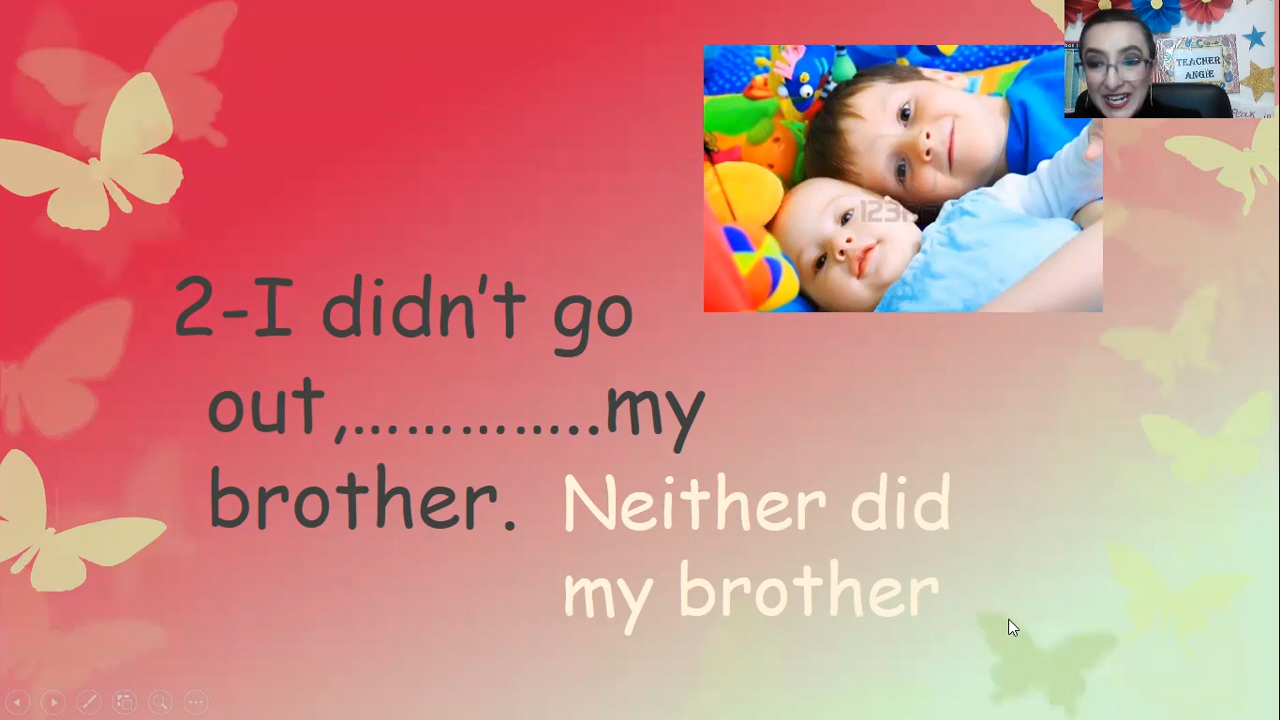 TEACHER
ANGIE
2-I didn't go
out,…………..my
brother.
Neither did
my brother